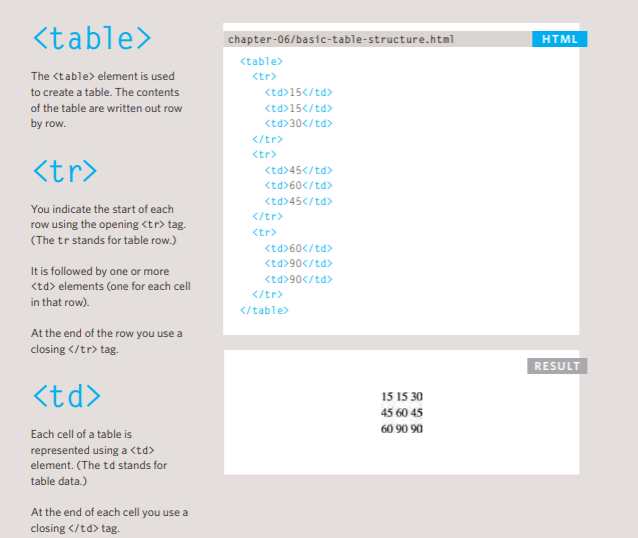 <table>
The <table> element is used
to create a table. The contents
of the table are written out row
by row.
<tr>
You indicate the start of each
row using the opening <tr> tag.
(The tr stands for table row.)
It is followed by one or more
<td> elements (one for each cell
in that row).
At the end of the row you use a
closing </tr> tag.
<td>
Each cell of a table is
represented using a <td>
element. (The td stands for
table data.)
At the end of each cell you use a
closing </td> tag.
chapter-06/basic-table-structure.html
HTML
<table>
<tr>
<td>15</td>
<td>15</td>
<td>30</td>
</tr>
<tr>
<td>45</td>
<td>60</td>
<td>45</td>
</tr>
<tr>
<td>60</td>
<td>90</td>
<td>90</td>
</tr>
</table>
RESULT
15 15 30
45 60 45
60 90 90